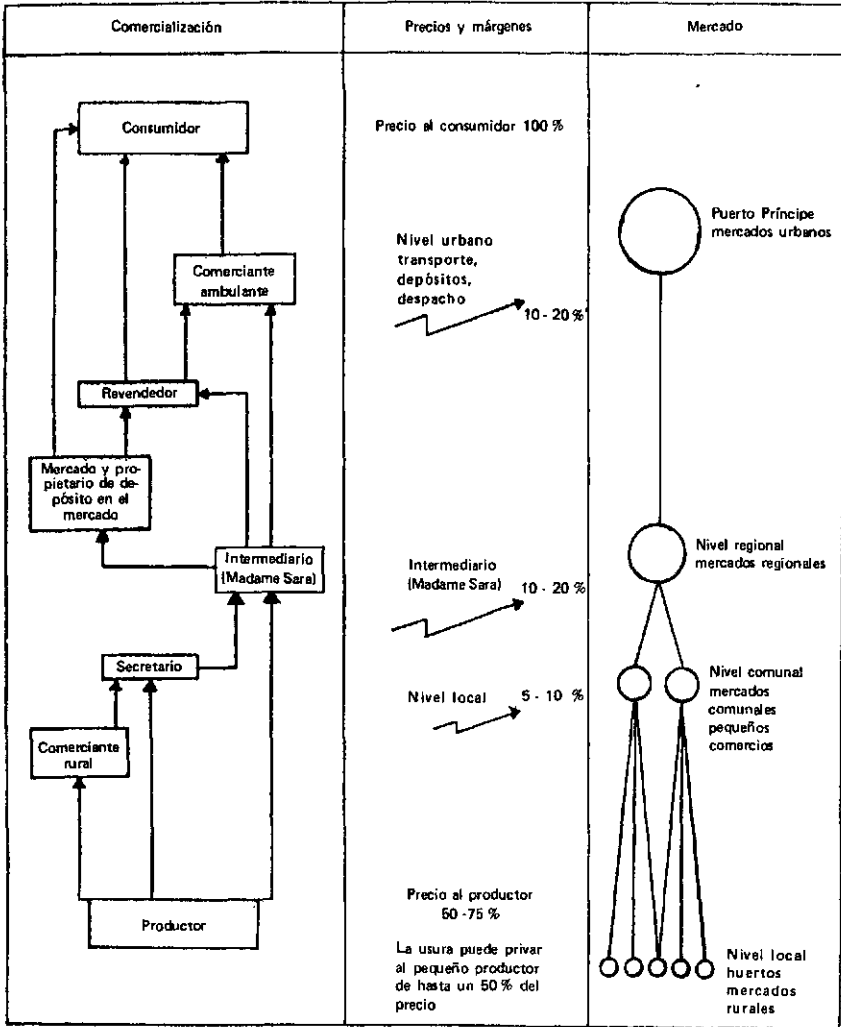 Comercialización
Precios y márgenes
Mercado
Consumidor
Comerciante
ambulante
Revendedor
Mercado y pro-
pietario de de-
pósito en el
mercado
Intermediario
(Madame Sara)
Secretario
Comerciante
rural
Productor
Precio al consumidor 100 %
Nivel urbano
transporte,
depósitos,
despacho
10 - 20 %
Intermediario
(Madame Sara)
10 - 20 %
Nivel local
5 - 10 %
Precio al productor
50 -75 %
La usura puede privar
al pequeño productor
de hasta un 50 % del
precio
Puerto Príncipe
mercados urbanos
Nivel regional
mercados regionales
Nivel comunal
mercados
comunales
pequeños
comercios
Nivel local
huertos
mercados
rurales